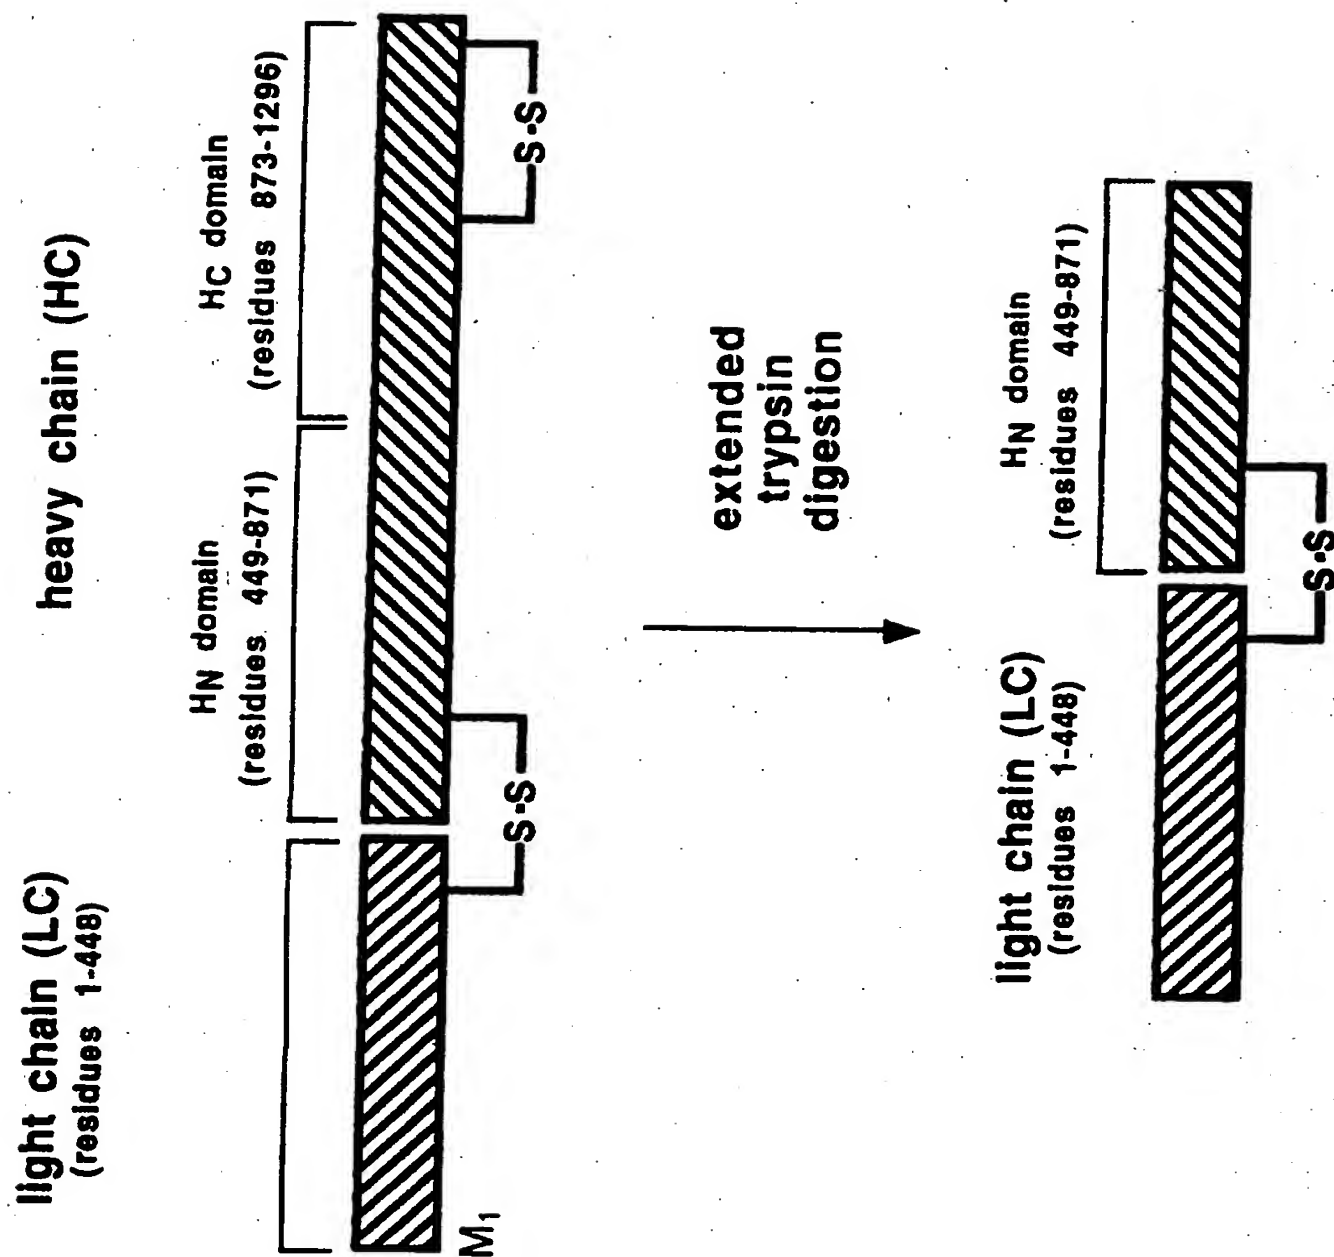 light chain (LC)
(residues 1-448)
heavy chain (HC)
HN domain
(residues 449-871)
HC domain
(residues 873-1296)
M1
S-S
S-S
extended
trypsin
digestion
light chain (LC)
(residues 1-448)
HN domain
(residues 449-871)
S-S